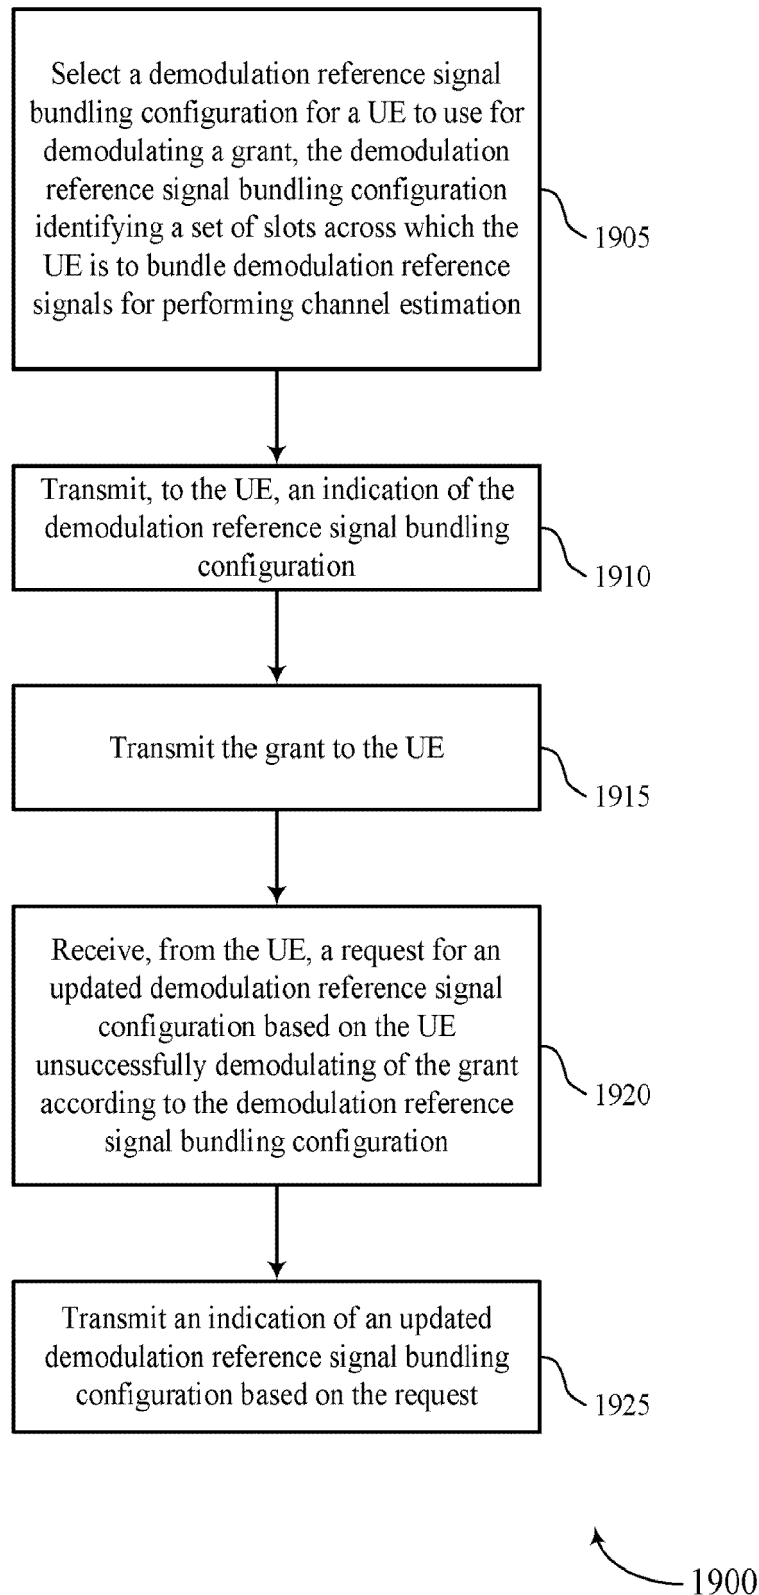 Select a demodulation reference signal
bundling configuration for a UE to use for
demodulating a grant, the demodulation
reference signal bundling configuration
identifying a set of slots across which the
UE is to bundle demodulation reference
signals for performing channel estimation
1905
Transmit, to the UE, an indication of the
demodulation reference signal bundling
configuration
1910
Transmit the grant to the UE
1915
Receive, from the UE, a request for an
updated demodulation reference signal
configuration based on the UE
unsuccessfully demodulating of the grant
according to the demodulation reference
signal bundling configuration
1920
Transmit an indication of an updated
demodulation reference signal bundling
configuration based on the request
1925
1900